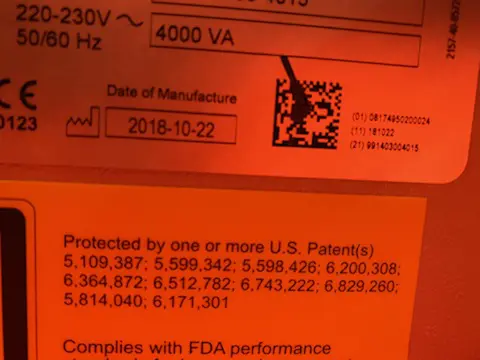 220-230V ~
50/60 Hz
4000 VA
CE
0123
Date of Manufacture
2018-10-22
(01) 08174950200024
(11) 181022
(21) 991403004015
Protected by one or more U.S. Patent(s)
5,109,387; 5,599,342; 5,598,426; 6,200,308;
6,364,872; 6,512,782; 6,743,222; 6,829,260;
5,814,040; 6,171,301
Complies with FDA performance